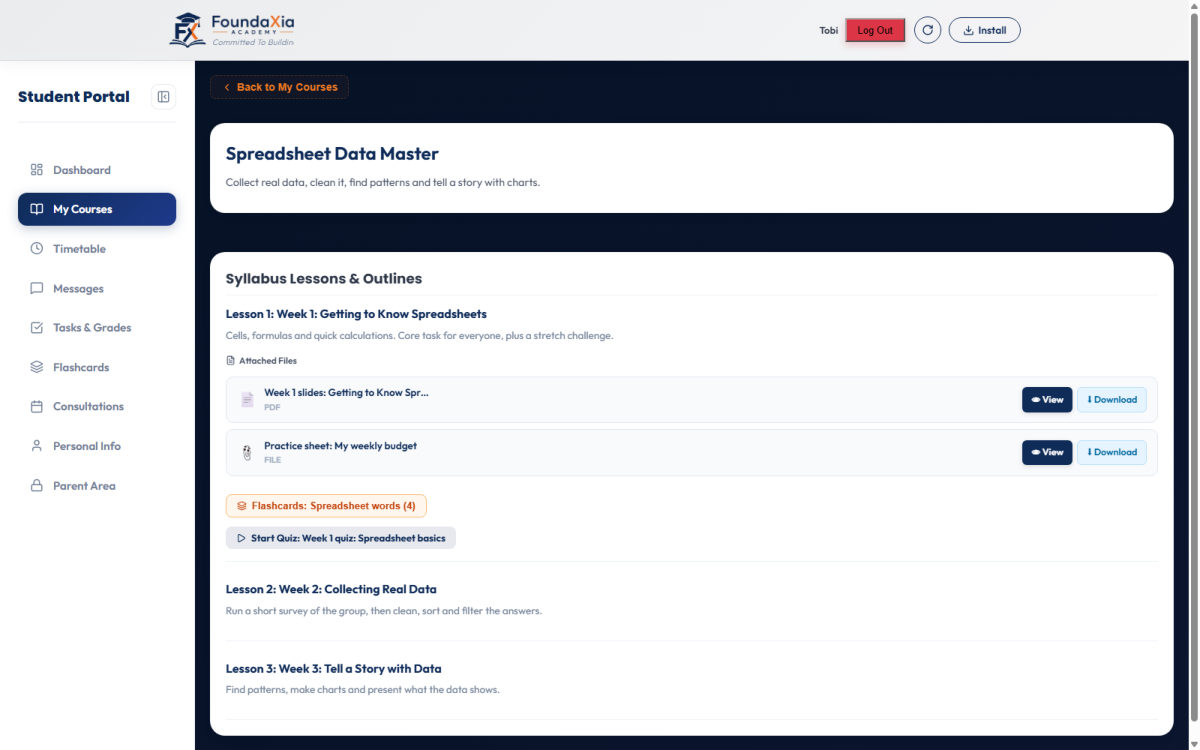 FX
FoundaXia
ACADEMY
Committed To Buildin
Tobi
Log Out
Install
Student Portal
Dashboard
My Courses
Timetable
Messages
Tasks & Grades
Flashcards
Consultations
Personal Info
Parent Area
Back to My Courses
Spreadsheet Data Master
Collect real data, clean it, find patterns and tell a story with charts.
Syllabus Lessons & Outlines
Lesson 1: Week 1: Getting to Know Spreadsheets
Cells, formulas and quick calculations. Core task for everyone, plus a stretch challenge.
Attached Files
Week 1 slides: Getting to Know Spr...
PDF
View
Download
Practice sheet: My weekly budget
FILE
View
Download
Flashcards: Spreadsheet words (4)
Start Quiz: Week 1 quiz: Spreadsheet basics
Lesson 2: Week 2: Collecting Real Data
Run a short survey of the group, then clean, sort and filter the answers.
Lesson 3: Week 3: Tell a Story with Data
Find patterns, make charts and present what the data shows.